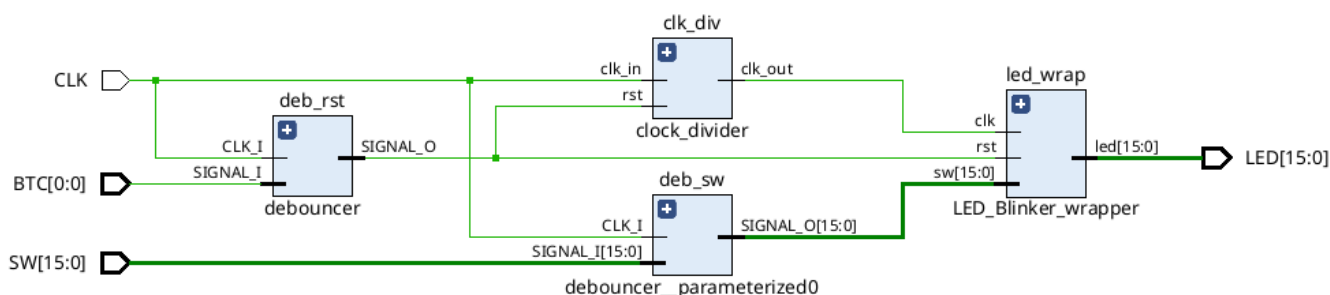 clk_div
CLK
clk_in
clk_out
rst
clock_divider
led_wrap
deb_rst
CLK_I
SIGNAL_O
BTC[0:0]
SIGNAL_I
debouncer
clk
rst
led[15:0]
LED[15:0]
sw[15:0]
LED_Blinker_wrapper
deb_sw
CLK_I
SIGNAL_O[15:0]
SW[15:0]
SIGNAL_I[15:0]
debouncer__parameterized0